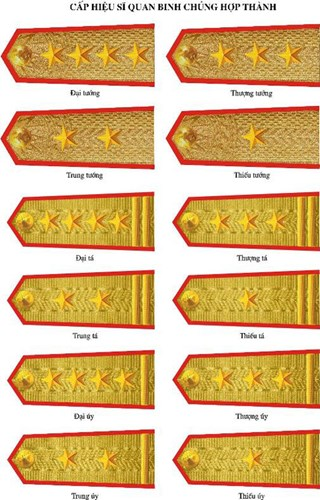 CẤP HIỆU SĨ QUAN BINH CHỦNG HỢP THÀNH
Đại tướng
Thượng tướng
Trung tướng
Thiếu tướng
Đại tá
Thượng tá
Trung tá
Thiếu tá
Đại úy
Thượng úy
Trung úy
Thiếu úy